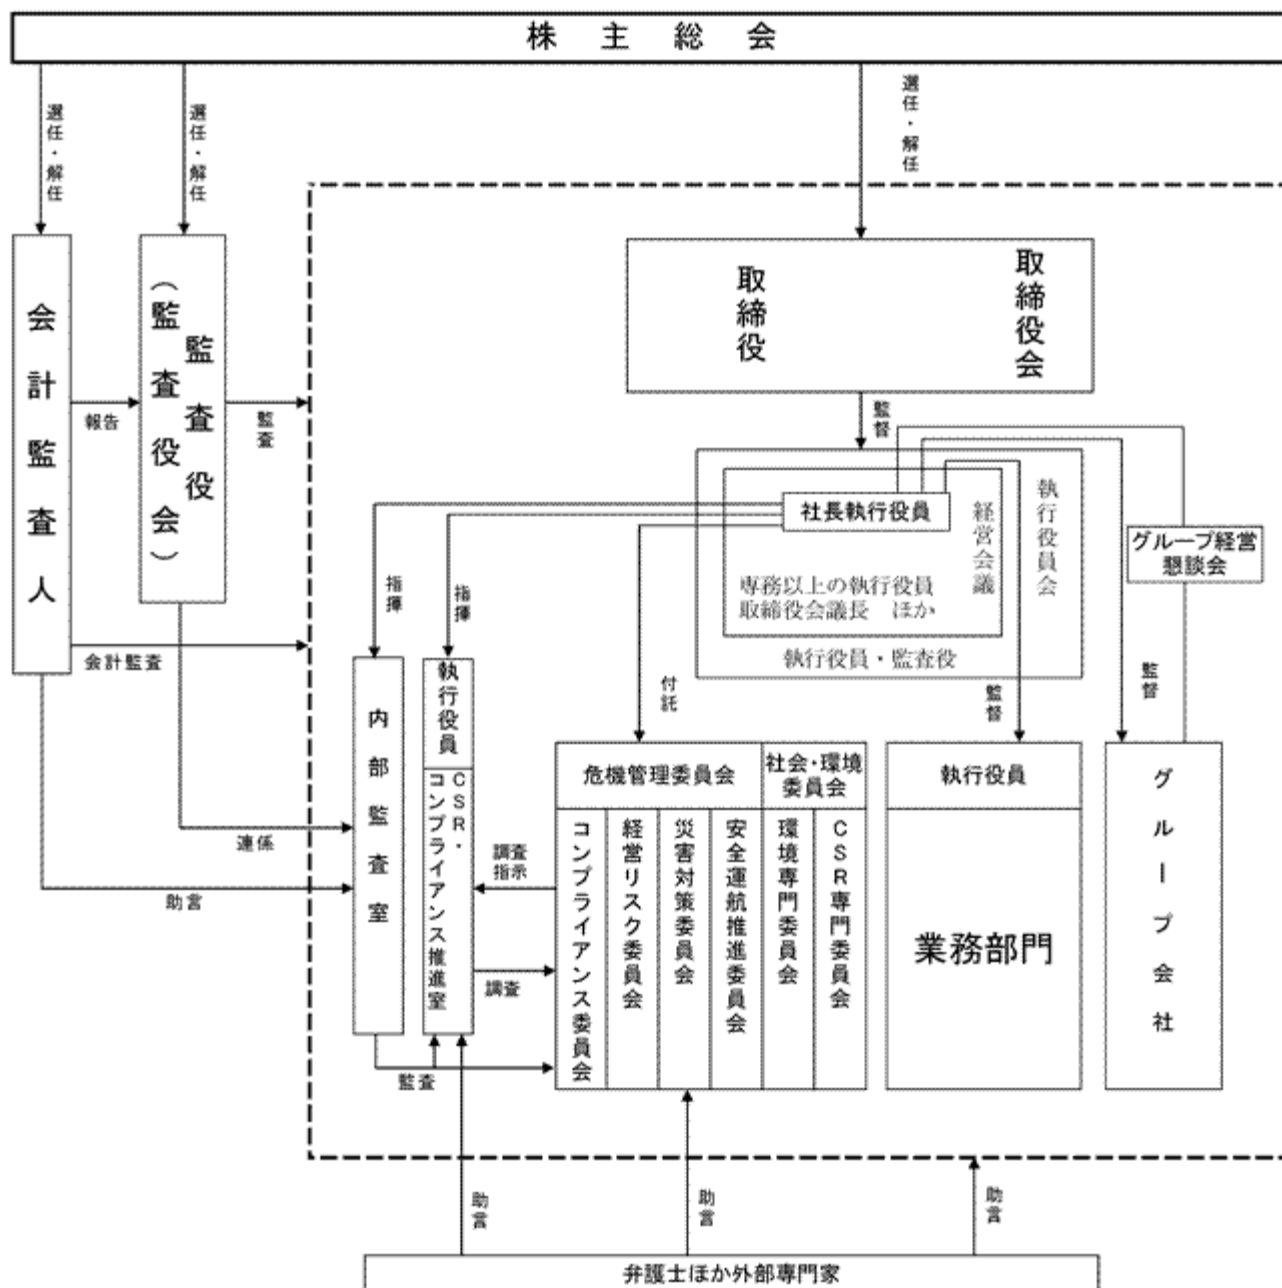 株主総会
選任・解任
選任・解任
選任・解任
会計監査人
監査役
（監査役会）
報告
監査
会計監査
連係
助言
取締役会
取締役
監督
執行役員会
経営会議
社長執行役員
専務以上の執行役員
取締役会議長　ほか
執行役員・監査役
グループ経営
懇談会
指揮
指揮
付託
監督
監督
内部監査室
執行役員
CSR・
コンプライアンス推進室
調査
指示
調査
監査
危機管理委員会
社会・環境
委員会
コンプライアンス委員会
経営リスク委員会
災害対策委員会
安全運航推進委員会
環境専門委員会
CSR専門委員会
執行役員
業務部門
グループ会社
助言
助言
助言
弁護士ほか外部専門家